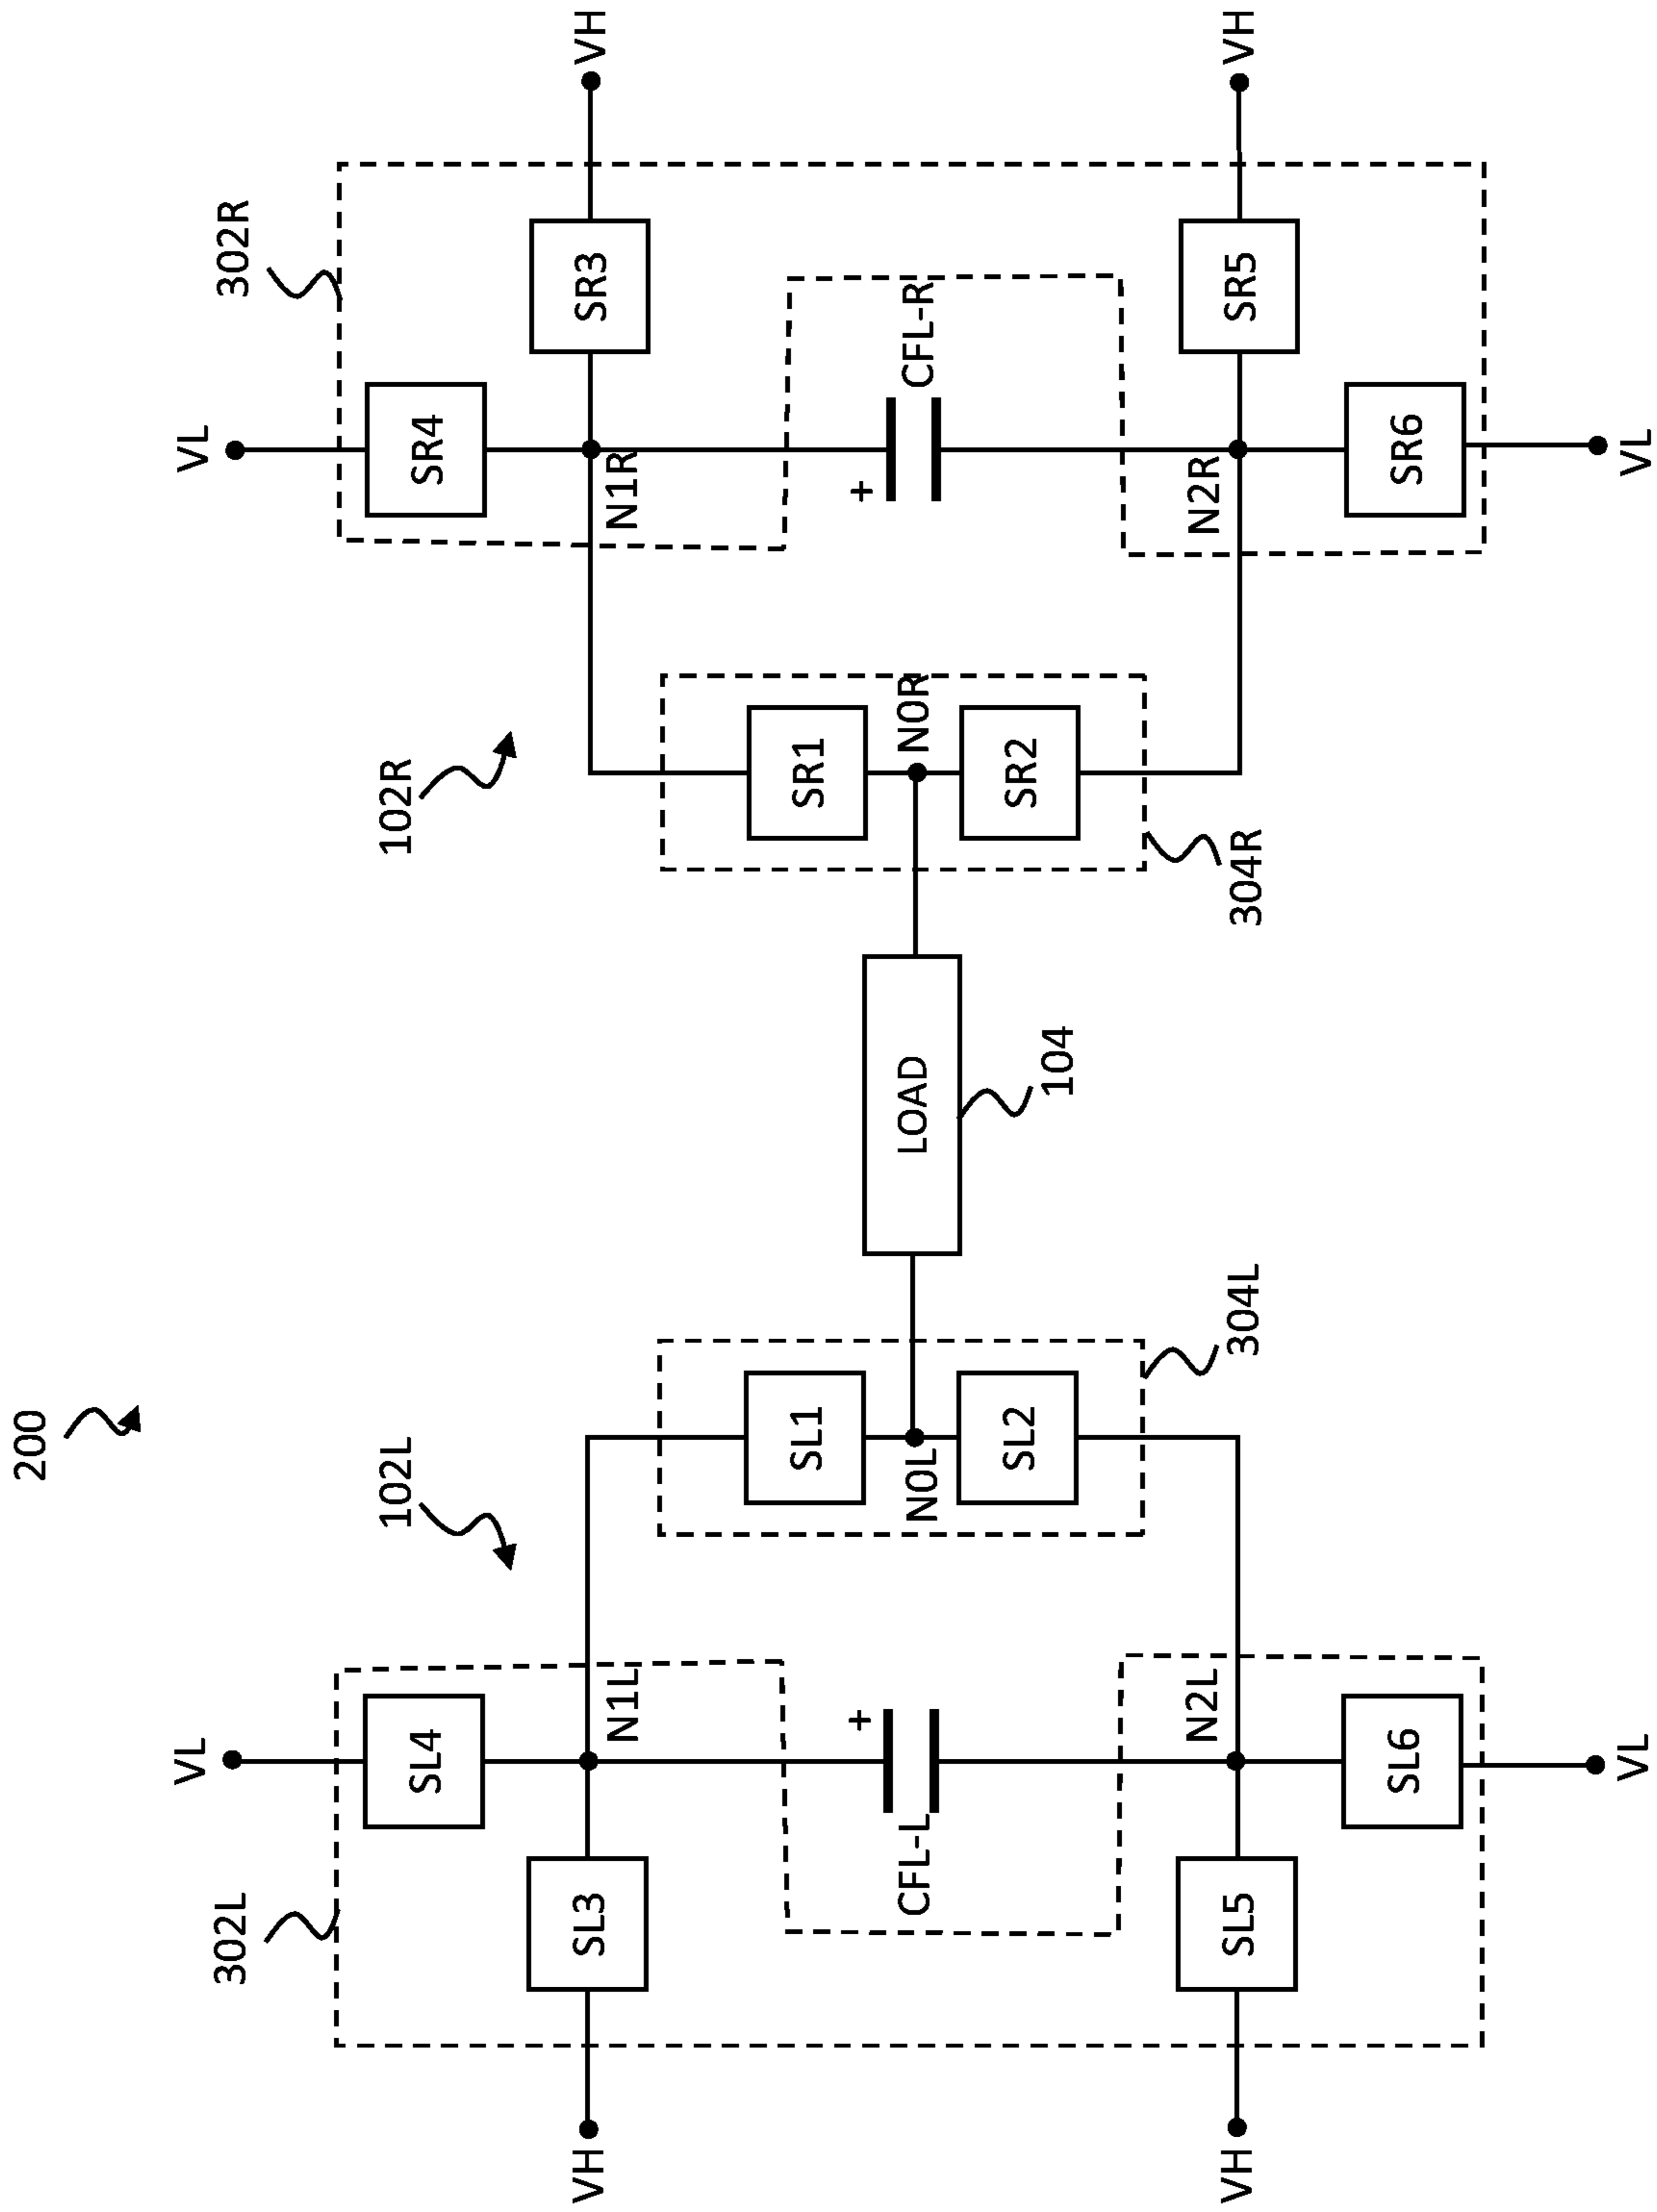 200
VL
VL
302L
302R
102L
102R
SL4
SR4
VH
SL3
SR3
VH
N1L
N1R
SL1
SR1
+
+
CFL-L
N0L
LOAD
N0R
CFL-R
SL2
SR2
104
N2L
N2R
VH
SL5
304L
304R
SR5
VH
SL6
SR6
VL
VL